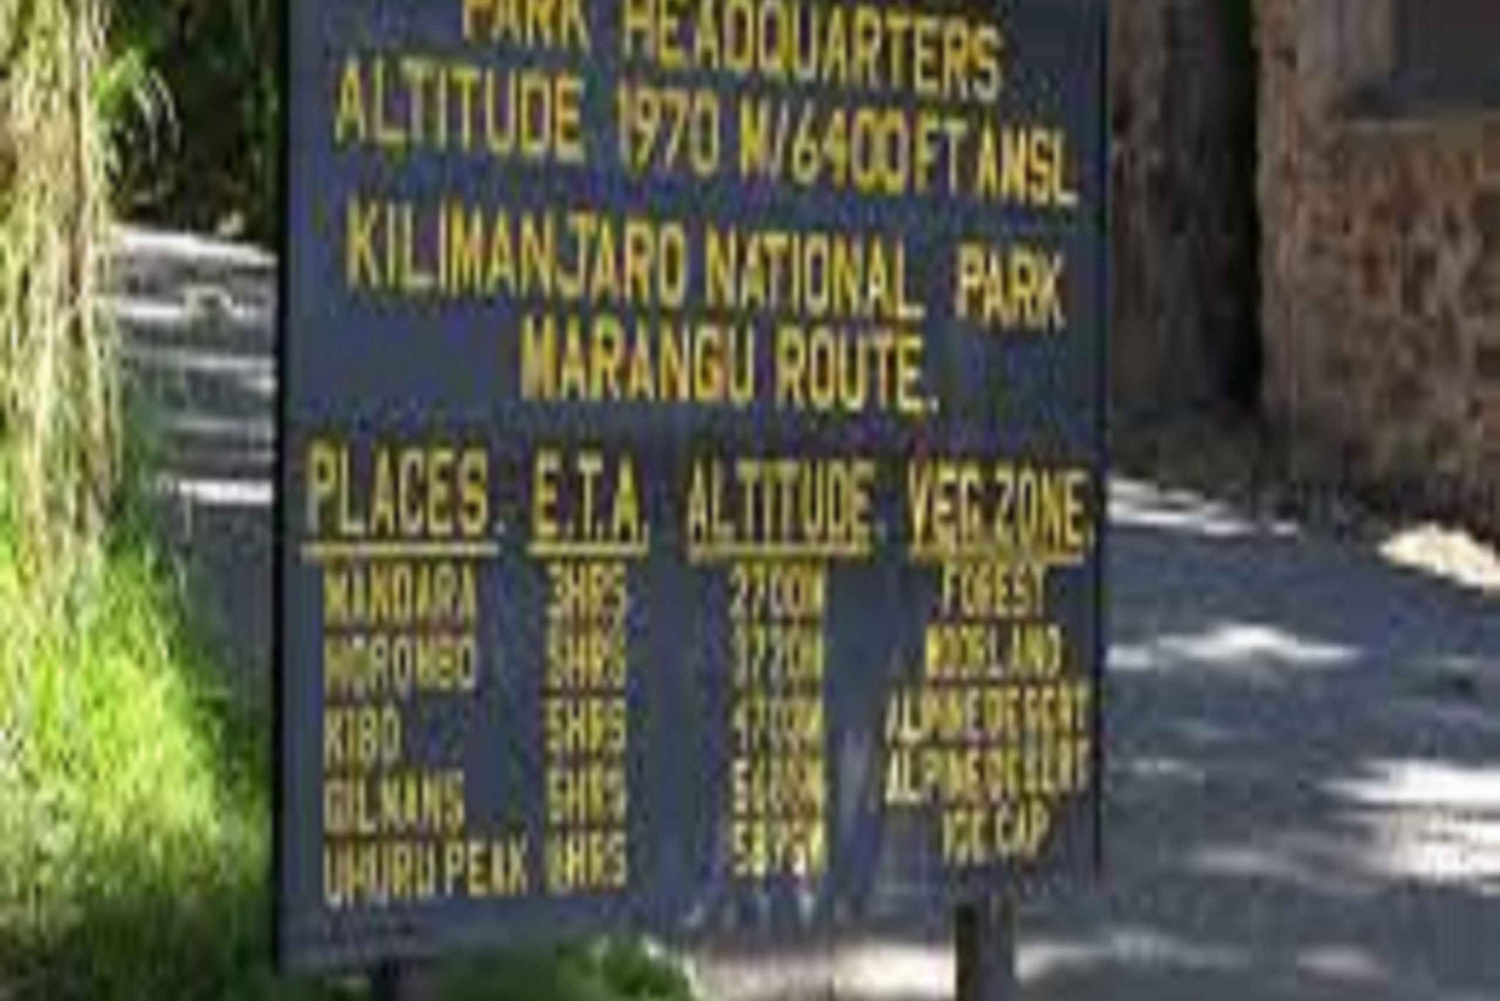 PARK HEADQUARTERS
ALTITUDE 1970 M/6400FT AMSL
KILIMANJARO NATIONAL PARK
MARANGU ROUTE.
PLACES. E.T.A. ALTITUDE. VEG.ZONE.
MANDARA 3HRS 2700M FOREST
HOROMBO 5HRS 3720M MOORLAND
KIBO 5HRS 4700M ALPINE DESERT
GILMANS 5HRS ALPINE DESERT
UHURU PEAK ICE CAP